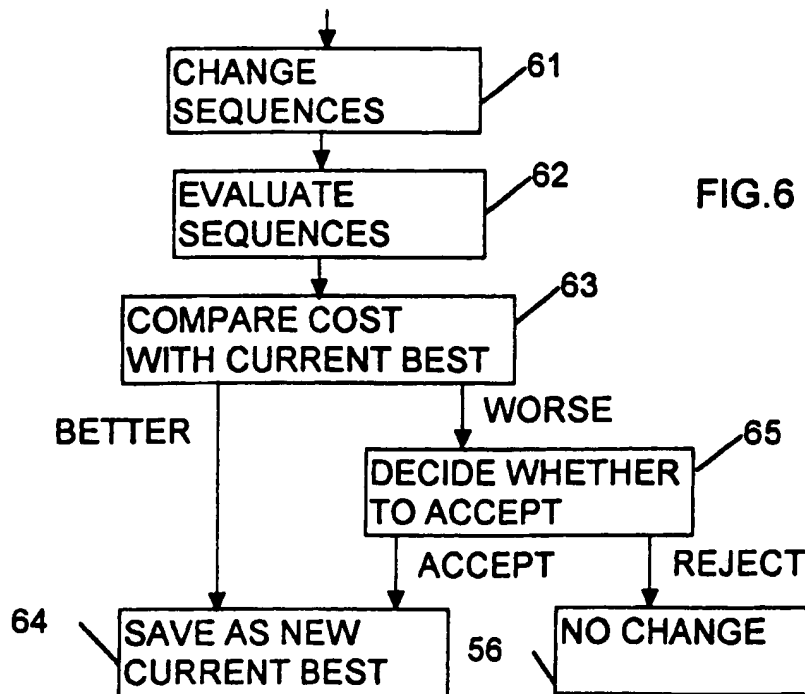 CHANGE
SEQUENCES
61
EVALUATE
SEQUENCES
62
FIG.6
COMPARE COST
WITH CURRENT BEST
63
BETTER
WORSE
DECIDE WHETHER
TO ACCEPT
65
ACCEPT
REJECT
64
SAVE AS NEW
CURRENT BEST
56
NO CHANGE